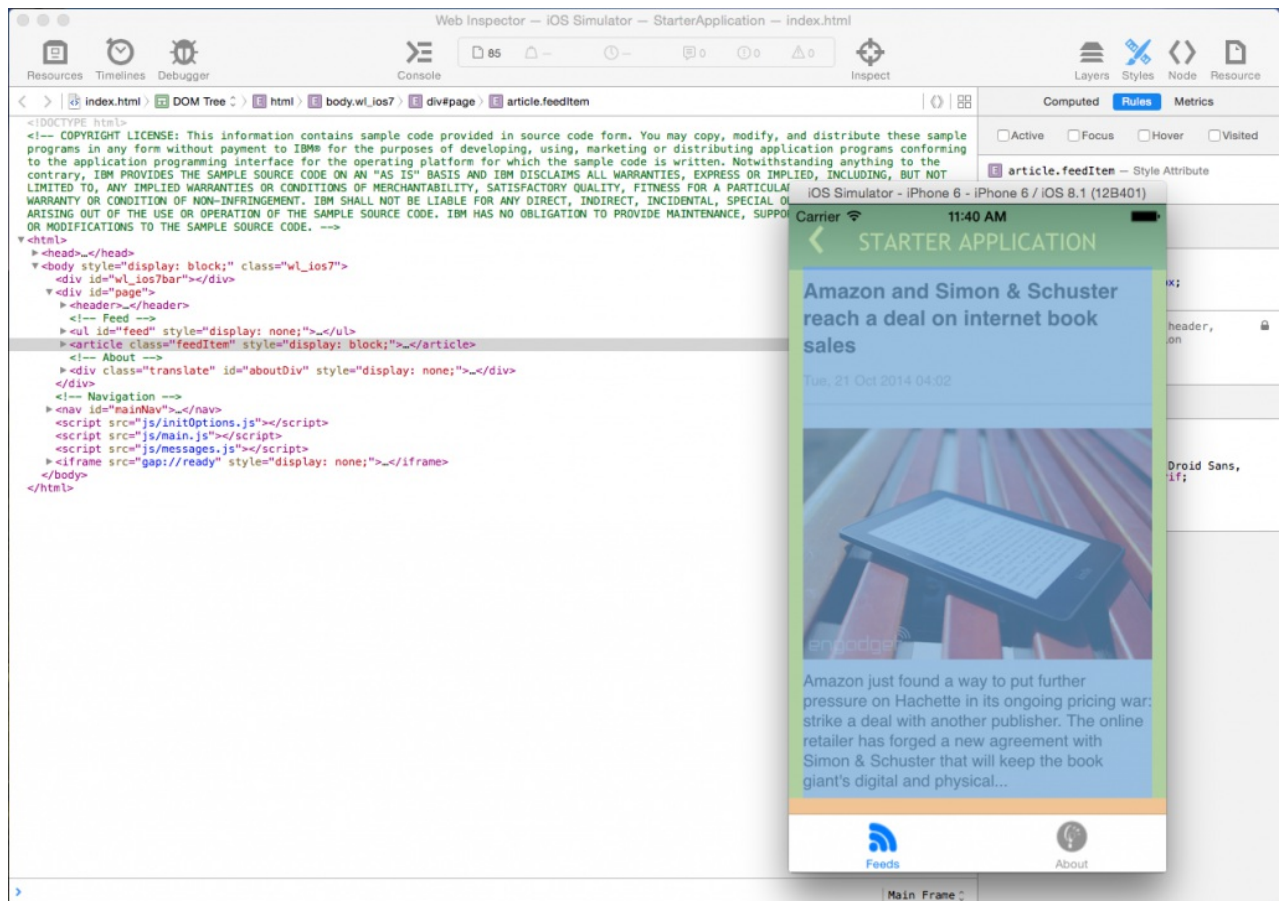 Web Inspector — iOS Simulator — StarterApplication — index.html
Resources Timelines Debugger Console 85 — — 0 0 0 Inspect Layers Styles Node Resource
index.html DOM Tree E html E body.wl_ios7 E div#page E article.feedItem
Computed Rules Metrics
<!DOCTYPE html>
<!-- COPYRIGHT LICENSE: This information contains sample code provided in source code form. You may copy, modify, and distribute these sample
programs in any form without payment to IBM® for the purposes of developing, using, marketing or distributing application programs conforming
to the application programming interface for the operating platform for which the sample code is written. Notwithstanding anything to the
contrary, IBM PROVIDES THE SAMPLE SOURCE CODE ON AN "AS IS" BASIS AND IBM DISCLAIMS ALL WARRANTIES, EXPRESS OR IMPLIED, INCLUDING, BUT NOT
LIMITED TO, ANY IMPLIED WARRANTIES OR CONDITIONS OF MERCHANTABILITY, SATISFACTORY QUALITY, FITNESS FOR A PARTICULA
WARRANTY OR CONDITION OF NON-INFRINGEMENT. IBM SHALL NOT BE LIABLE FOR ANY DIRECT, INDIRECT, INCIDENTAL, SPECIAL O
ARISING OUT OF THE USE OR OPERATION OF THE SAMPLE SOURCE CODE. IBM HAS NO OBLIGATION TO PROVIDE MAINTENANCE, SUPPO
OR MODIFICATIONS TO THE SAMPLE SOURCE CODE. -->
<html>
<head>…</head>
<body style="display: block;" class="wl_ios7">
<div id="wl_ios7bar"></div>
<div id="page">
<header>…</header>
<!-- Feed -->
<ul id="feed" style="display: none;">…</ul>
<article class="feedItem" style="display: block;">…</article>
<!-- About -->
<div class="translate" id="aboutDiv" style="display: none;">…</div>
</div>
<!-- Navigation -->
<nav id="mainNav">…</nav>
<script src="js/initOptions.js"></script>
<script src="js/main.js"></script>
<script src="js/messages.js"></script>
<iframe src="gap://ready" style="display: none;">…</iframe>
</body>
</html>
Active Focus Hover Visited
E article.feedItem — Style Attribute
x;
header,
on
Droid Sans,
if;
iOS Simulator - iPhone 6 - iPhone 6 / iOS 8.1 (12B401)
Carrier 11:40 AM
STARTER APPLICATION
Amazon and Simon & Schuster
reach a deal on internet book
sales
Tue, 21 Oct 2014 04:02
engadget
Amazon just found a way to put further
pressure on Hachette in its ongoing pricing war:
strike a deal with another publisher. The online
retailer has forged a new agreement with
Simon & Schuster that will keep the book
giant's digital and physical...
Feeds About
Main Frame